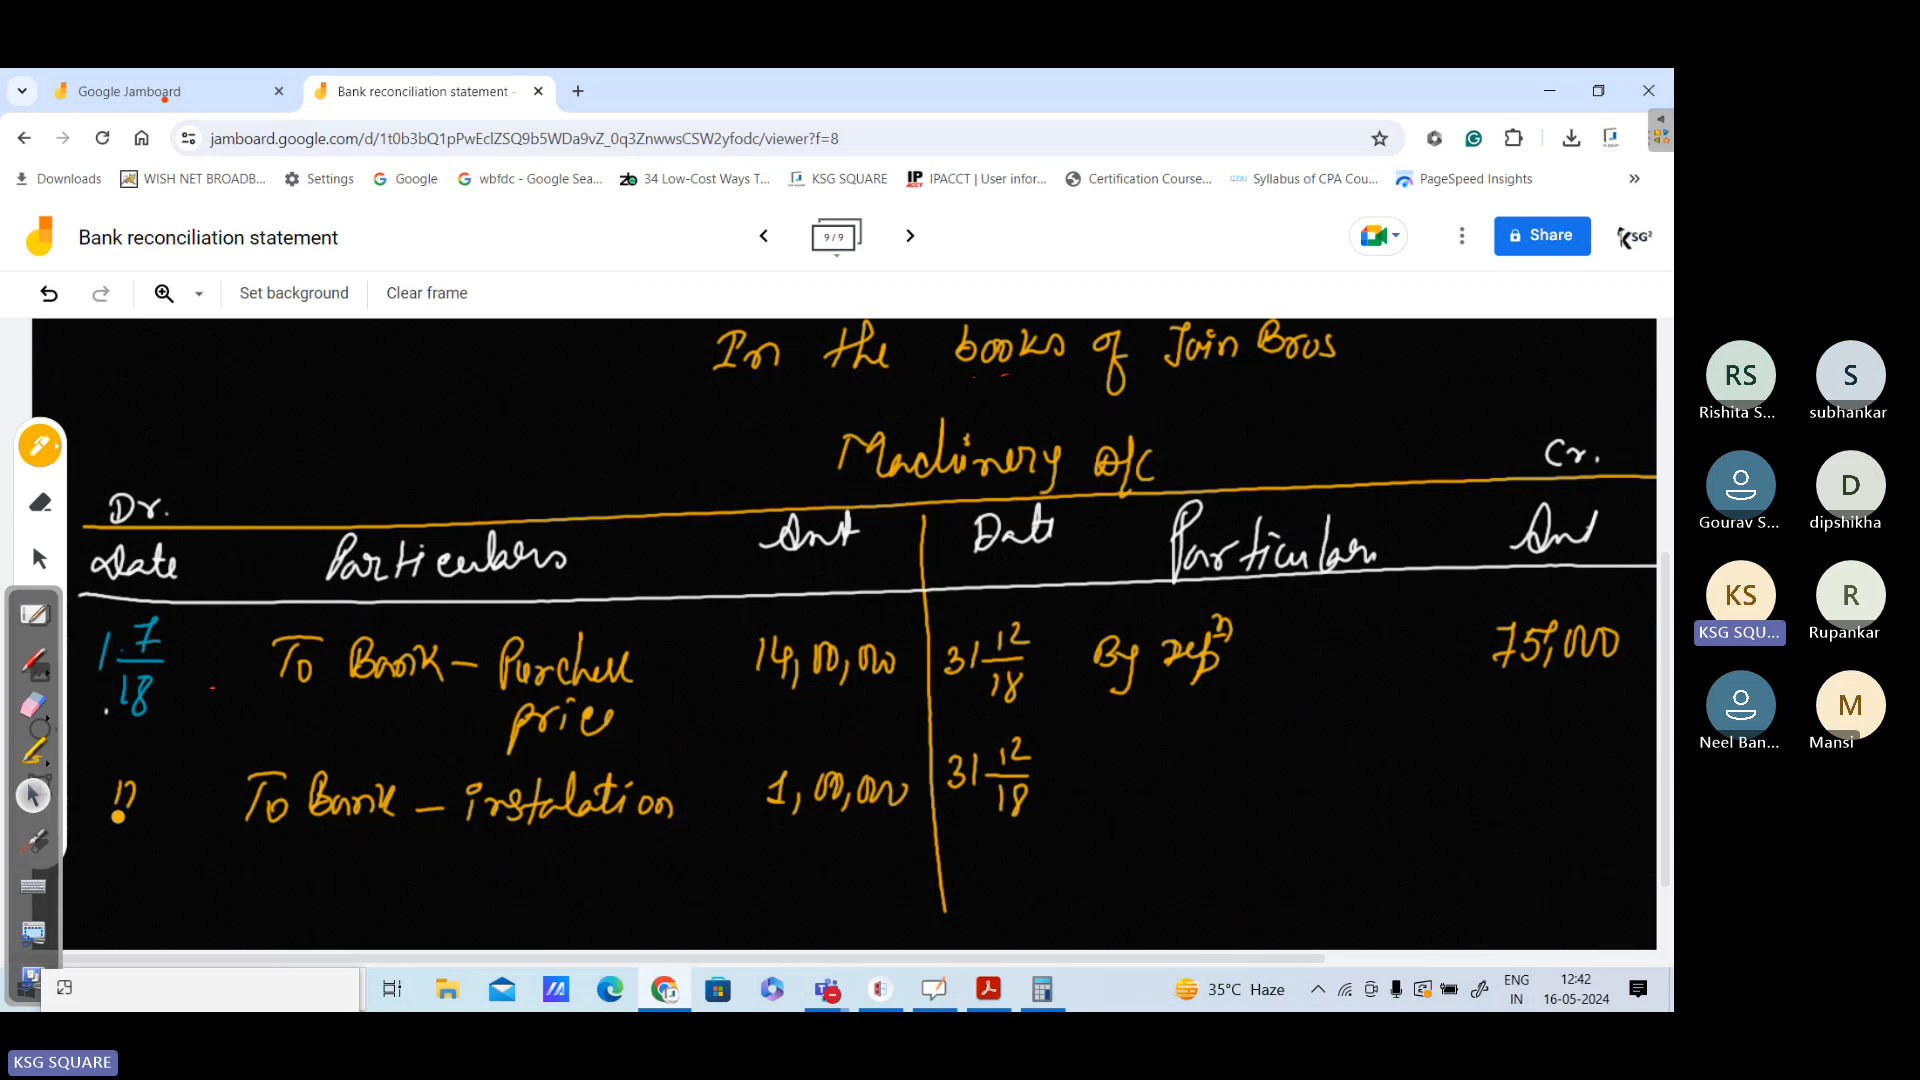 Google Jamboard
Bank reconciliation statement -
jamboard.google.com/d/1t0b3bQ1pPwEclZSQ9b5WDa9vZ_0q3ZnwwsCSW2yfodc/viewer?f=8
Downloads WISH NET BROADB... Settings Google wbfdc - Google Sea... 34 Low-Cost Ways T... KSG SQUARE IPACCT | User infor... Certification Course... Syllabus of CPA Cou... PageSpeed Insights
Bank reconciliation statement 9 / 9 Share KSG²
Set background Clear frame
In the books of Jain Bros
Machinery A/C
Dr. Cr.
Date Particulars Amt Date Particulars Amt
1.7/18 To Bank - Purchase price 14,00,000 31 12/18 By dep 75,000
" To Bank - instalation 1,00,000 31 12/18
RS S
Rishita S... subhankar
D
Gourav S... dipshikha
KS R
KSG SQU... Rupankar
M
Neel Ban... Mansi
35°C Haze ENG IN 12:42 16-05-2024
KSG SQUARE